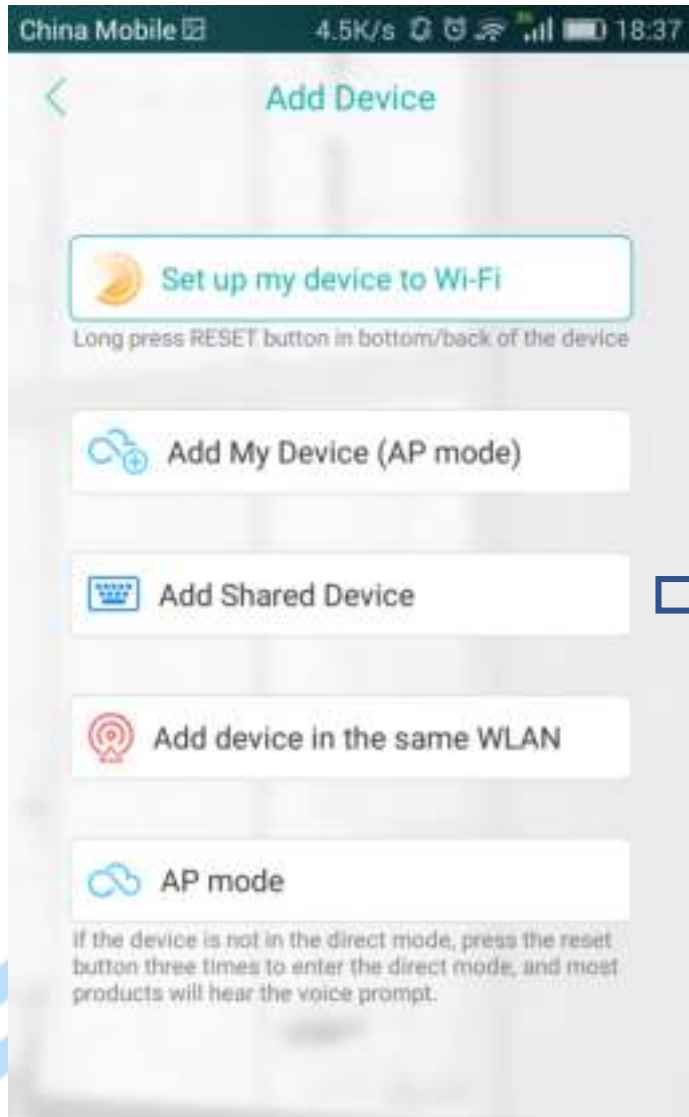 China Mobile 4.5K/s 18:37
Add Device
Set up my device to Wi-Fi
Long press RESET button in bottom/back of the device
Add My Device (AP mode)
Add Shared Device
Add device in the same WLAN
AP mode
If the device is not in the direct mode, press the reset
button three times to enter the direct mode, and most
products will hear the voice prompt.